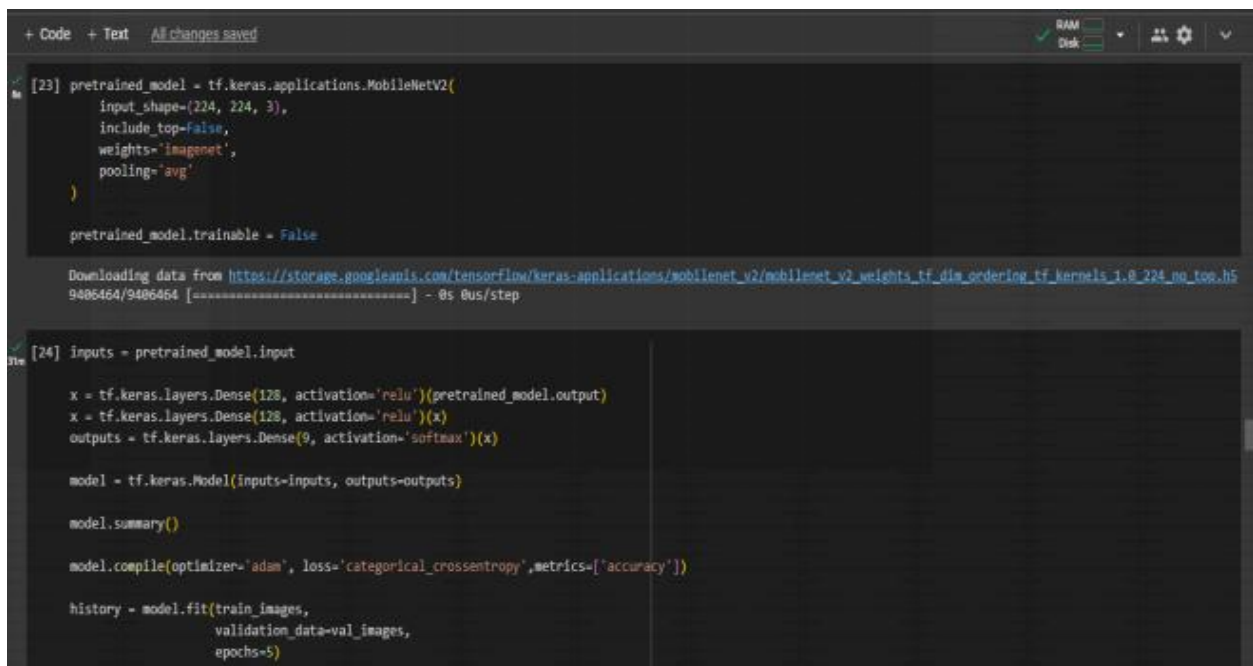 + Code + Text All changes saved
RAM
Disk
[23] pretrained_model = tf.keras.applications.MobileNetV2(
input_shape=(224, 224, 3),
include_top=False,
weights='imagenet',
pooling='avg'
)
pretrained_model.trainable = False
Downloading data from https://storage.googleapis.com/tensorflow/keras-applications/mobilenet_v2/mobilenet_v2_weights_tf_dim_ordering_tf_kernels_1.0_224_no_top.h5
9406464/9406464 [==============================] - 0s 0us/step
31m
[24] inputs = pretrained_model.input
x = tf.keras.layers.Dense(128, activation='relu')(pretrained_model.output)
x = tf.keras.layers.Dense(128, activation='relu')(x)
outputs = tf.keras.layers.Dense(9, activation='softmax')(x)
model = tf.keras.Model(inputs=inputs, outputs=outputs)
model.summary()
model.compile(optimizer='adam', loss='categorical_crossentropy',metrics=['accuracy'])
history = model.fit(train_images,
validation_data=val_images,
epochs=5)